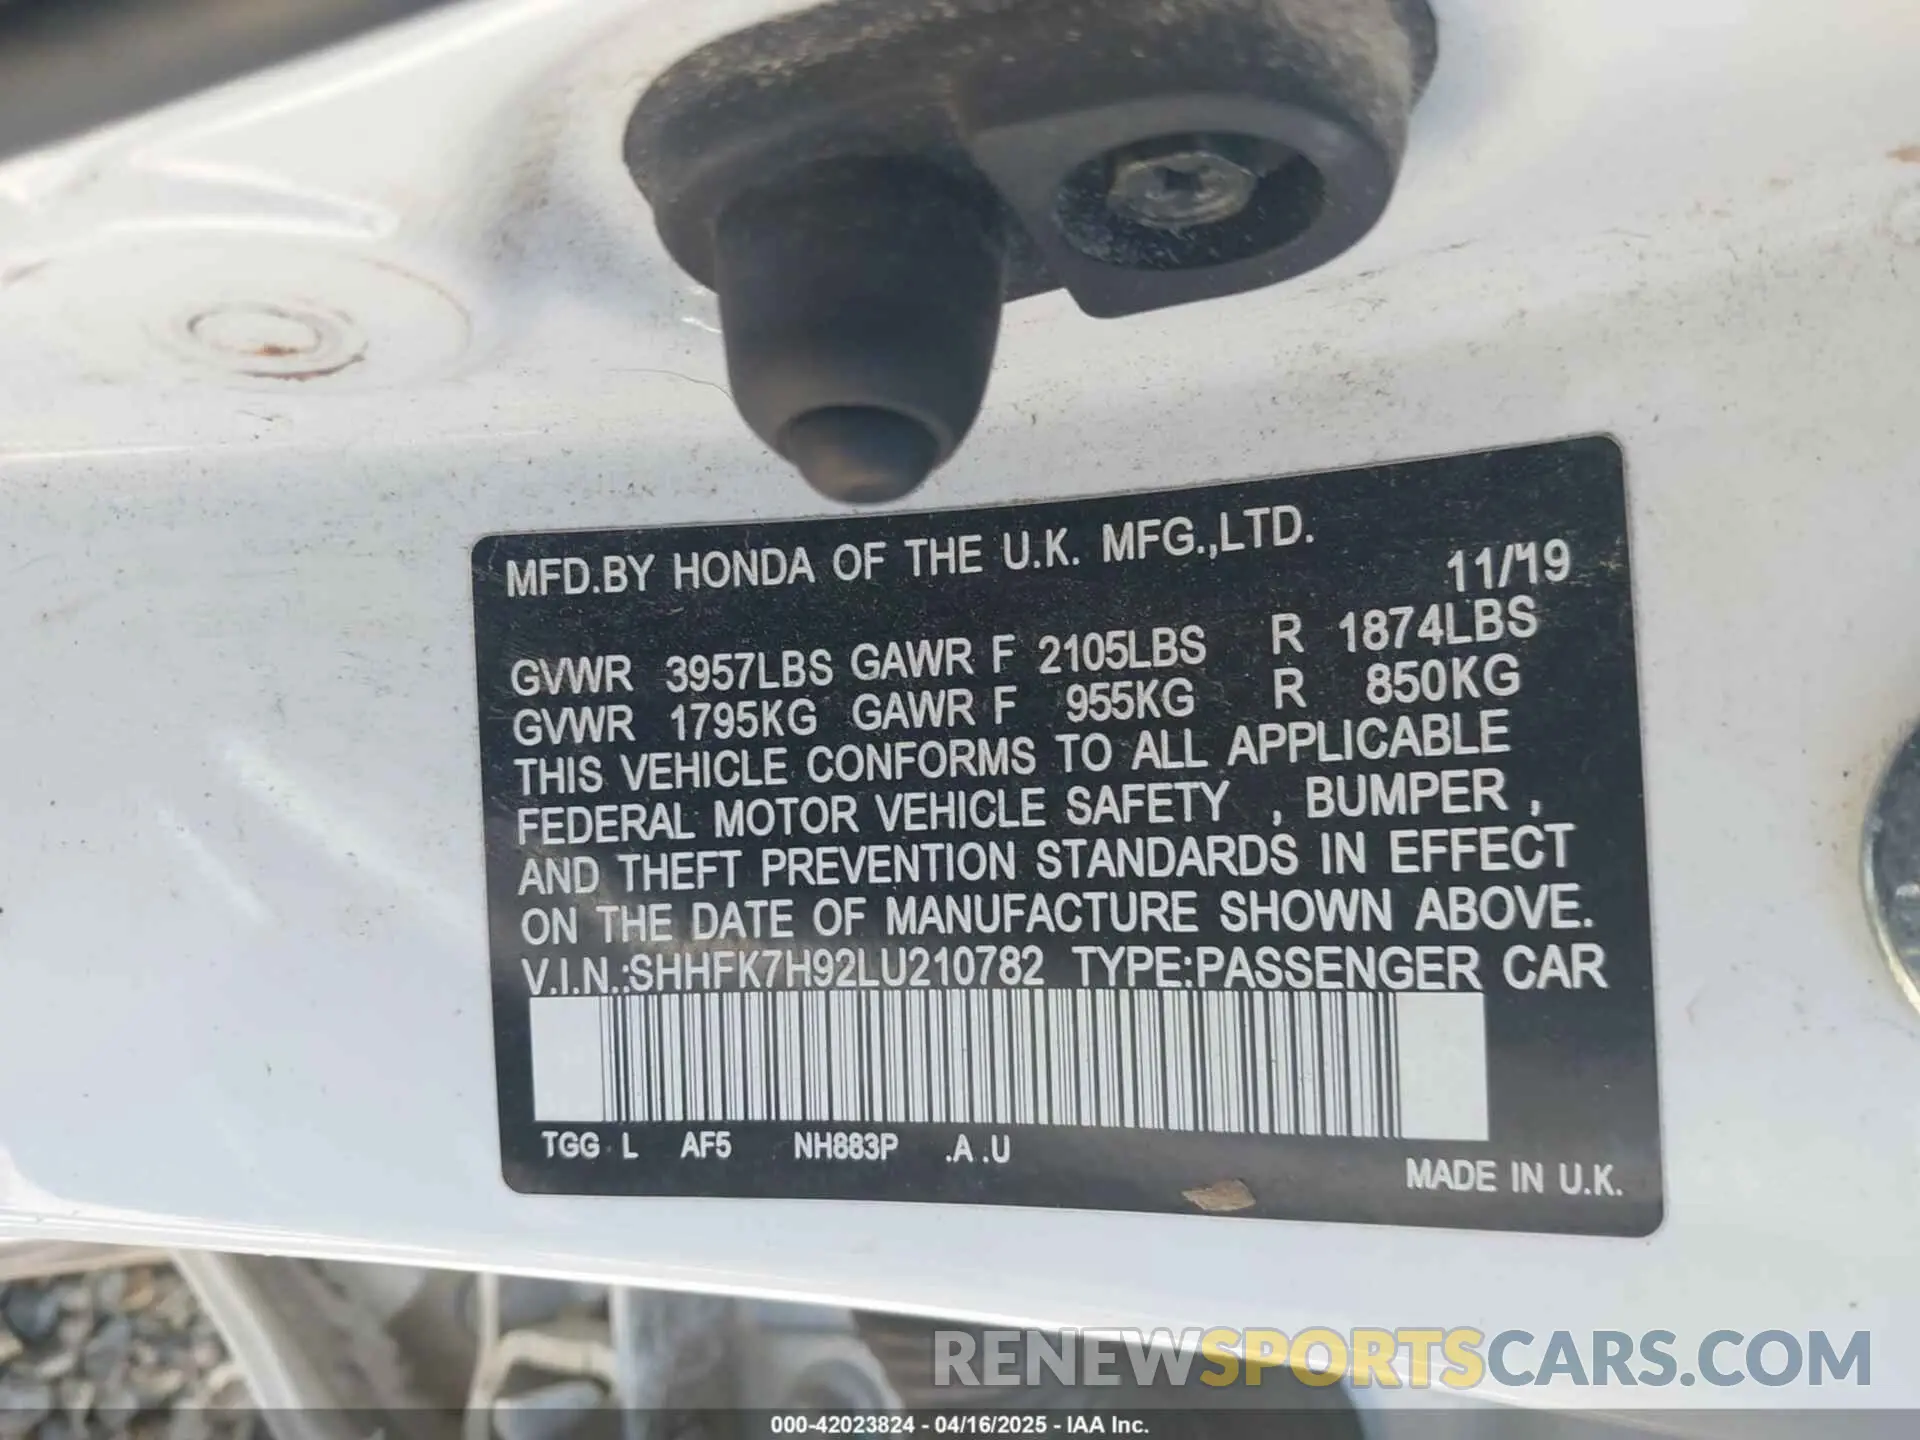 MFD.BY HONDA OF THE U.K. MFG.,LTD.
11/19
GVWR 3957LBS GAWR F 2105LBS R 1874LBS
GVWR 1795KG GAWR F 955KG R 850KG
THIS VEHICLE CONFORMS TO ALL APPLICABLE
FEDERAL MOTOR VEHICLE SAFETY , BUMPER ,
AND THEFT PREVENTION STANDARDS IN EFFECT
ON THE DATE OF MANUFACTURE SHOWN ABOVE.
V.I.N.:SHHFK7H92LU210782 TYPE:PASSENGER CAR
TGG L AF5 NH883P .A .U
MADE IN U.K.
RENEWSPORTSCARS.COM
000-42023824 - 04/16/2025 - IAA Inc.